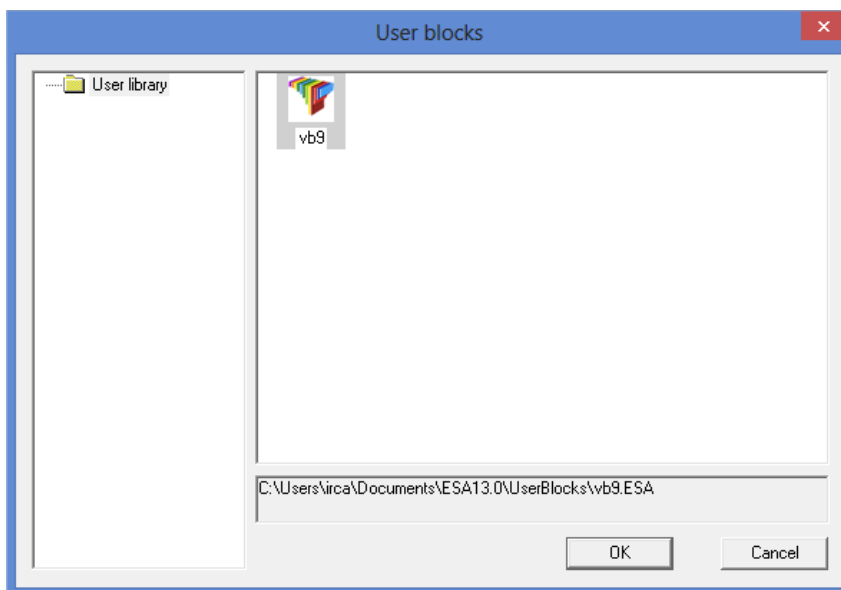 User blocks
User library
vb9
C:\Users\irca\Documents\ESA13.0\UserBlocks\vb9.ESA
OK
Cancel